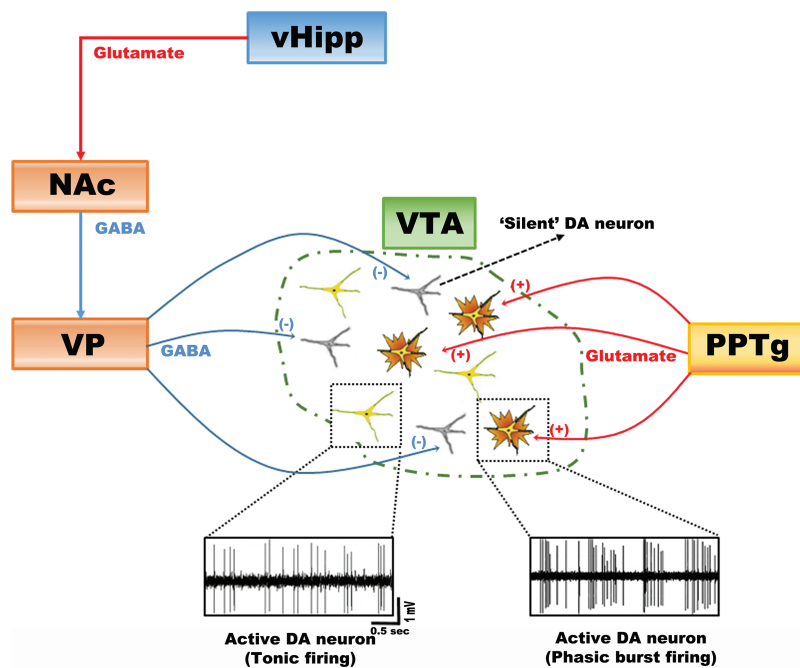 vHipp
Glutamate
NAc
GABA
VTA
'Silent' DA neuron
(-)
(+)
(-)
VP
GABA
(+)
Glutamate
PPTg
(-)
(+)
1 mV
0.5 sec
Active DA neuron
(Tonic firing)
Active DA neuron
(Phasic burst firing)